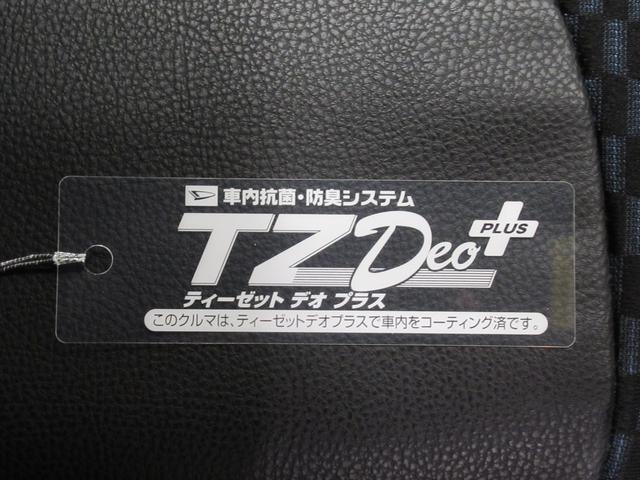 車内抗菌・防臭システム
TZ Deo PLUS
ティーゼット デオ プラス
このクルマは、ティーゼットデオプラスで車内をコーティング済です。